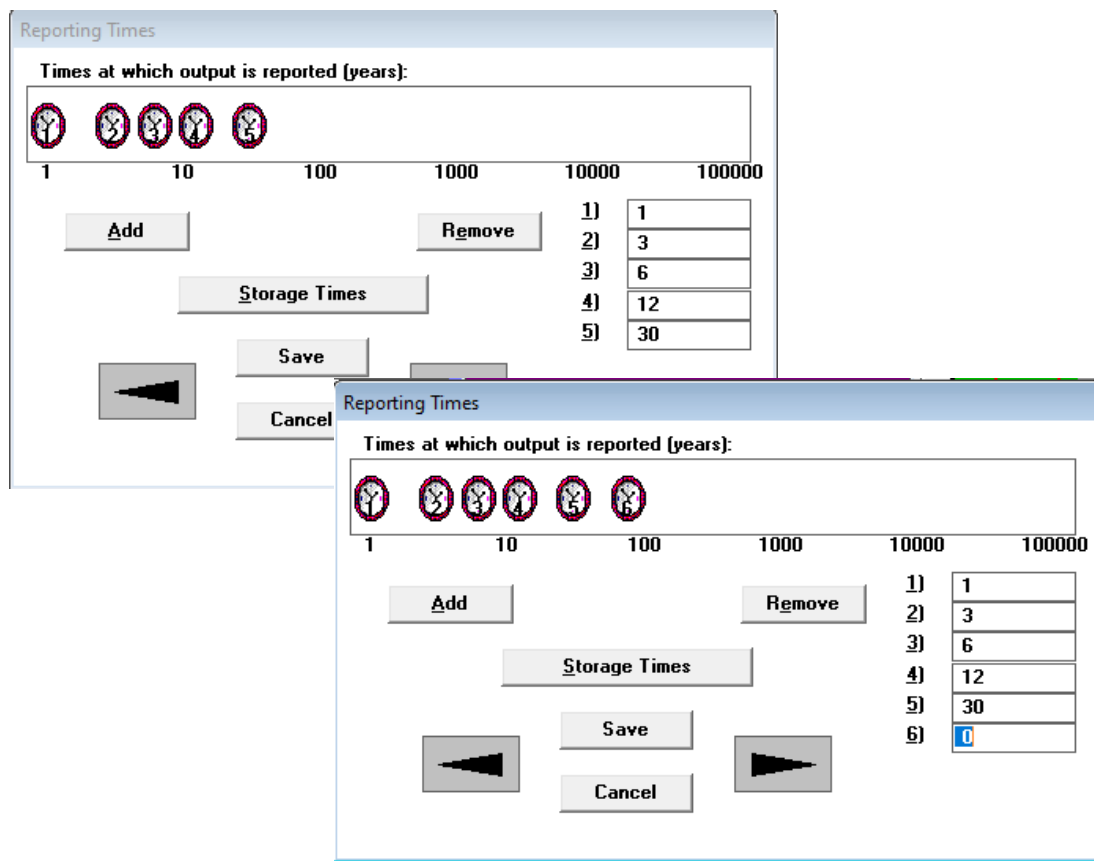 Reporting Times
Times at which output is reported (years):
1 2 3 4 5
1 10 100 1000 10000 100000
Add
Remove
Storage Times
Save
Cancel
1) 1
2) 3
3) 6
4) 12
5) 30
Reporting Times
Times at which output is reported (years):
1 2 3 4 5 6
1 10 100 1000 10000 100000
Add
Remove
Storage Times
Save
Cancel
1) 1
2) 3
3) 6
4) 12
5) 30
6) 0